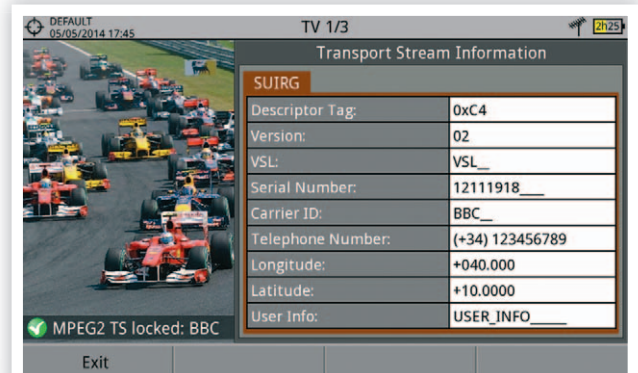 DEFAULT
05/05/2014 17:45
TV 1/3
2h25
Transport Stream Information
SUIRG
Descriptor Tag: 0xC4
Version: 02
VSL: VSL__
Serial Number: 12111918___
Carrier ID: BBC__
Telephone Number: (+34) 123456789
Longitude: +040.000
Latitude: +10.0000
User Info: USER_INFO_____
MPEG2 TS locked: BBC
Exit